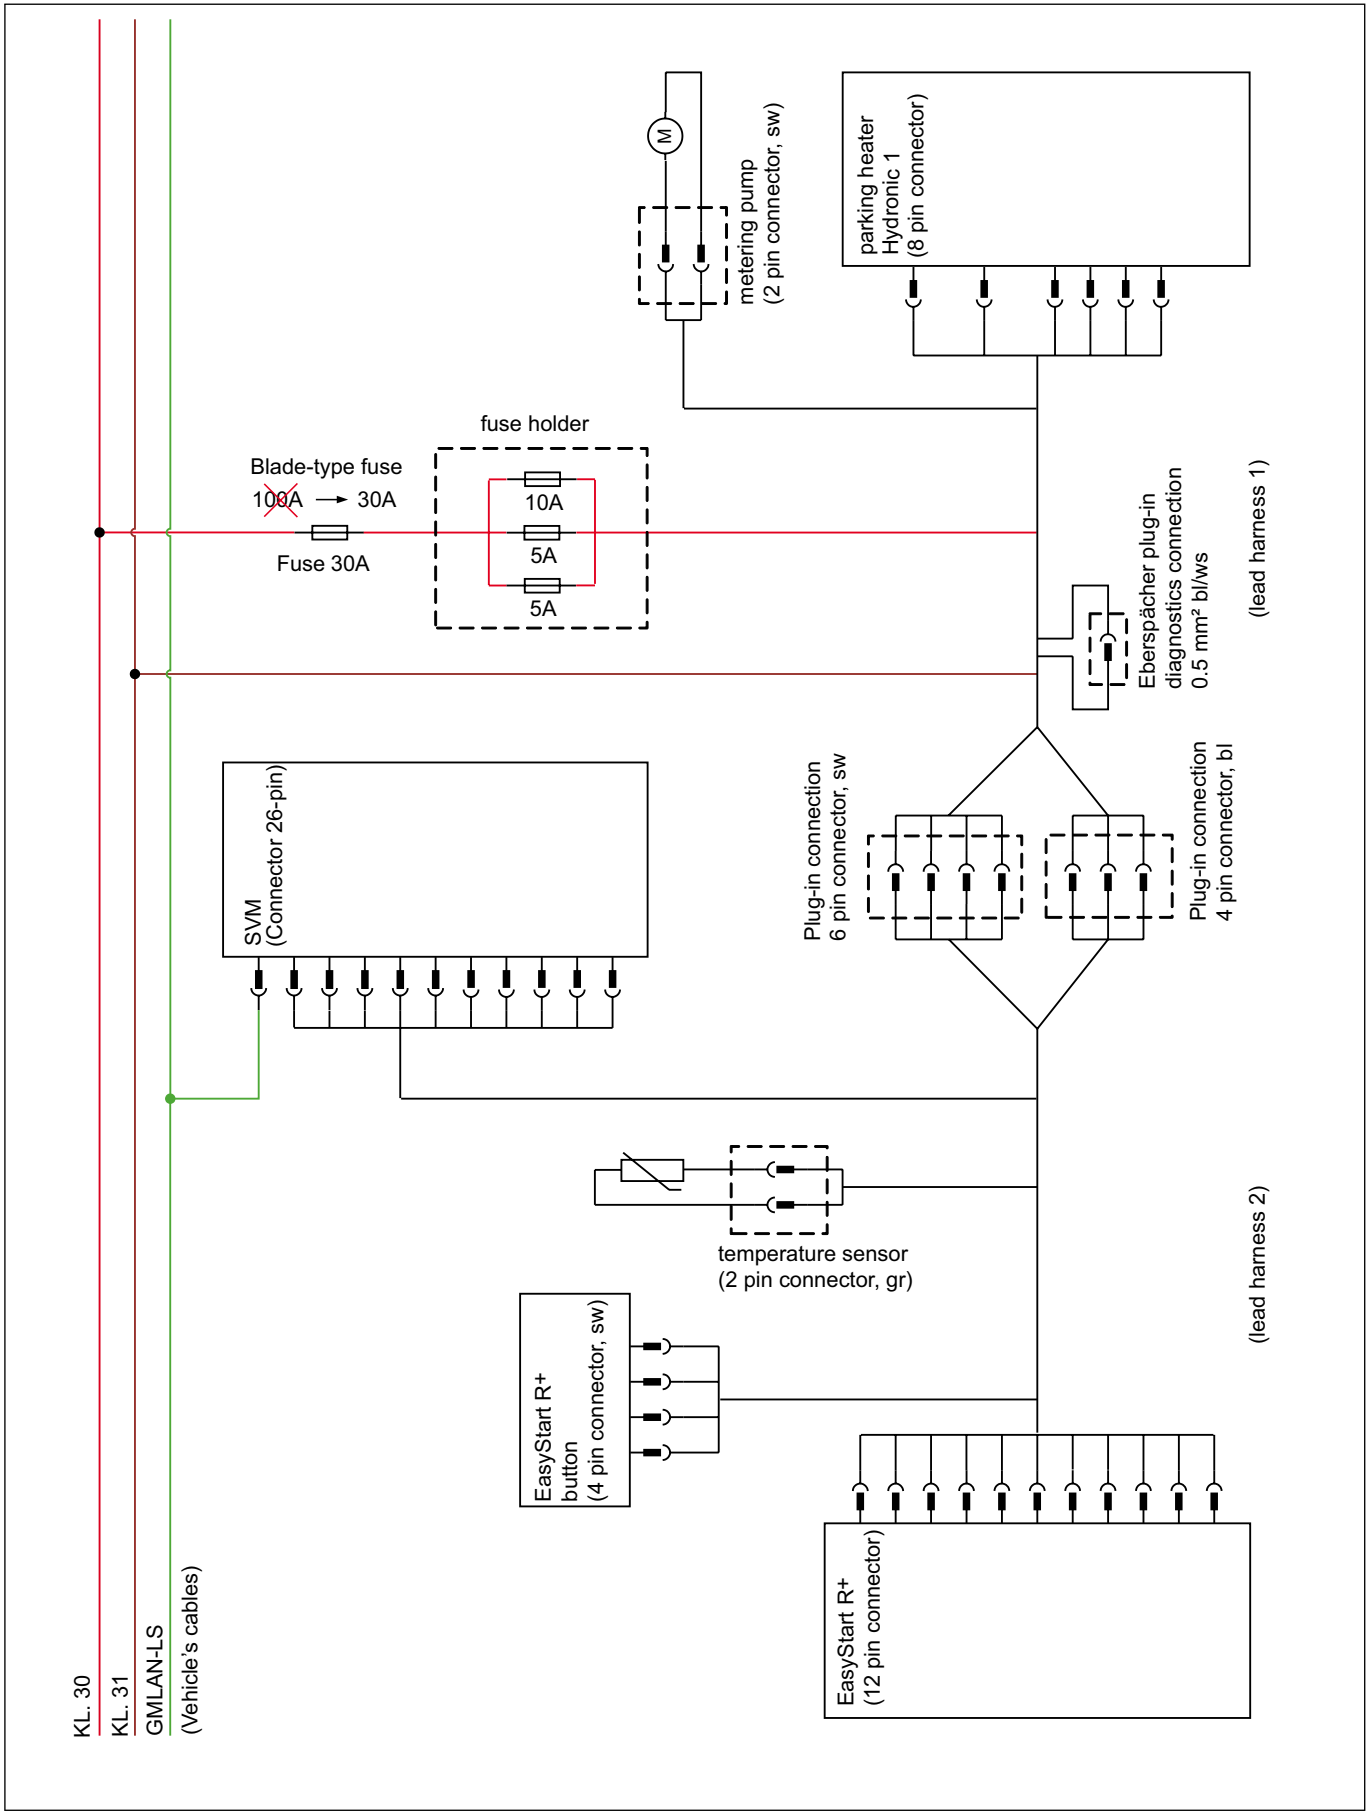 KL. 30
KL. 31
GMLAN-LS
(Vehicle's cables)
M
metering pump
(2 pin connector, sw)
parking heater
Hydronic 1
(8 pin connector)
fuse holder
Blade-type fuse
100A → 30A
Fuse 30A
10A
5A
5A
Eberspächer plug-in
diagnostics connection
0.5 mm² bl/ws
(lead harness 1)
SVM
(Connector 26-pin)
Plug-in connection
6 pin connector, sw
Plug-in connection
4 pin connector, bl
temperature sensor
(2 pin connector, gr)
(lead harness 2)
EasyStart R+
button
(4 pin connector, sw)
EasyStart R+
(12 pin connector)